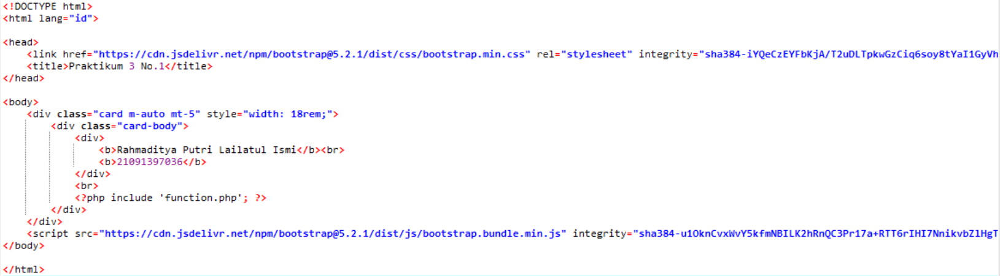 <!DOCTYPE html>
<html lang="id">
<head>
<link href="https://cdn.jsdelivr.net/npm/bootstrap@5.2.1/dist/css/bootstrap.min.css" rel="stylesheet" integrity="sha384-iYQeCzEYFbKjA/T2uDLTpkwGzCiq6soy8tYaI1GyVh
<title>Praktikum 3 No.1</title>
</head>
<body>
<div class="card m-auto mt-5" style="width: 18rem;">
<div class="card-body">
<div>
<b>Rahmaditya Putri Lailatul Ismi</b><br>
<b>21091397036</b>
</div>
<br>
<?php include 'function.php'; ?>
</div>
</div>
<script src="https://cdn.jsdelivr.net/npm/bootstrap@5.2.1/dist/js/bootstrap.bundle.min.js" integrity="sha384-u1OknCvxWvY5kfmNBILK2hRnQC3Pr17a+RTT6rIHI7NnikvbZlHgT
</body>
</html>